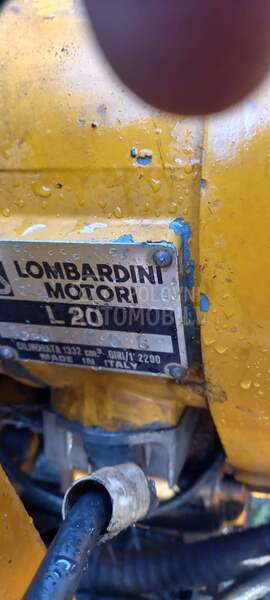 LOMBARDINI
MOTORI
L 20
S
CILINDRATA 1332 cm³ GIRI/1' 2200
MADE IN ITALY